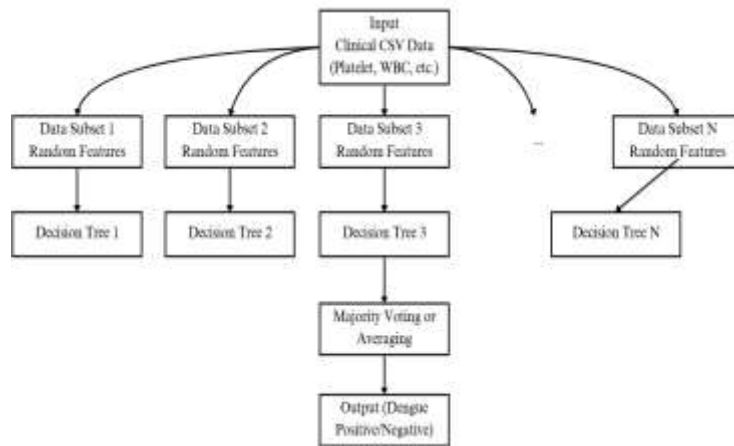 Input
Clinical CSV Data
(Platelet, WBC, etc.)
Data Subset 1
Random Features
Data Subset 2
Random Features
Data Subset 3
Random Features
...
Data Subset N
Random Features
Decision Tree 1
Decision Tree 2
Decision Tree 3
Decision Tree N
Majority Voting or
Averaging
Output (Dengue
Positive/Negative)